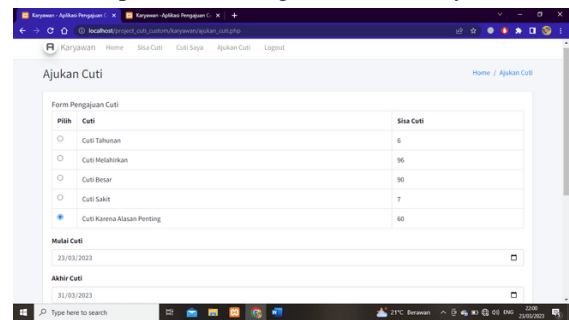 Karyawan - Aplikasi Pengajuan C
Karyawan - Aplikasi Pengajuan C
localhost/project_cuti_custom/karyawan/ajukan_cuti.php
Karyawan Home Sisa Cuti Cuti Saya Ajukan Cuti Logout
Ajukan Cuti
Home / Ajukan Cuti
Form Pengajuan Cuti
Pilih Cuti Sisa Cuti
Cuti Tahunan 6
Cuti Melahirkan 96
Cuti Besar 90
Cuti Sakit 7
Cuti Karena Alasan Penting 60
Mulai Cuti
23/03/2023
Akhir Cuti
31/03/2023
Type here to search
21°C Berawan
ENG
22:00
23/03/2023